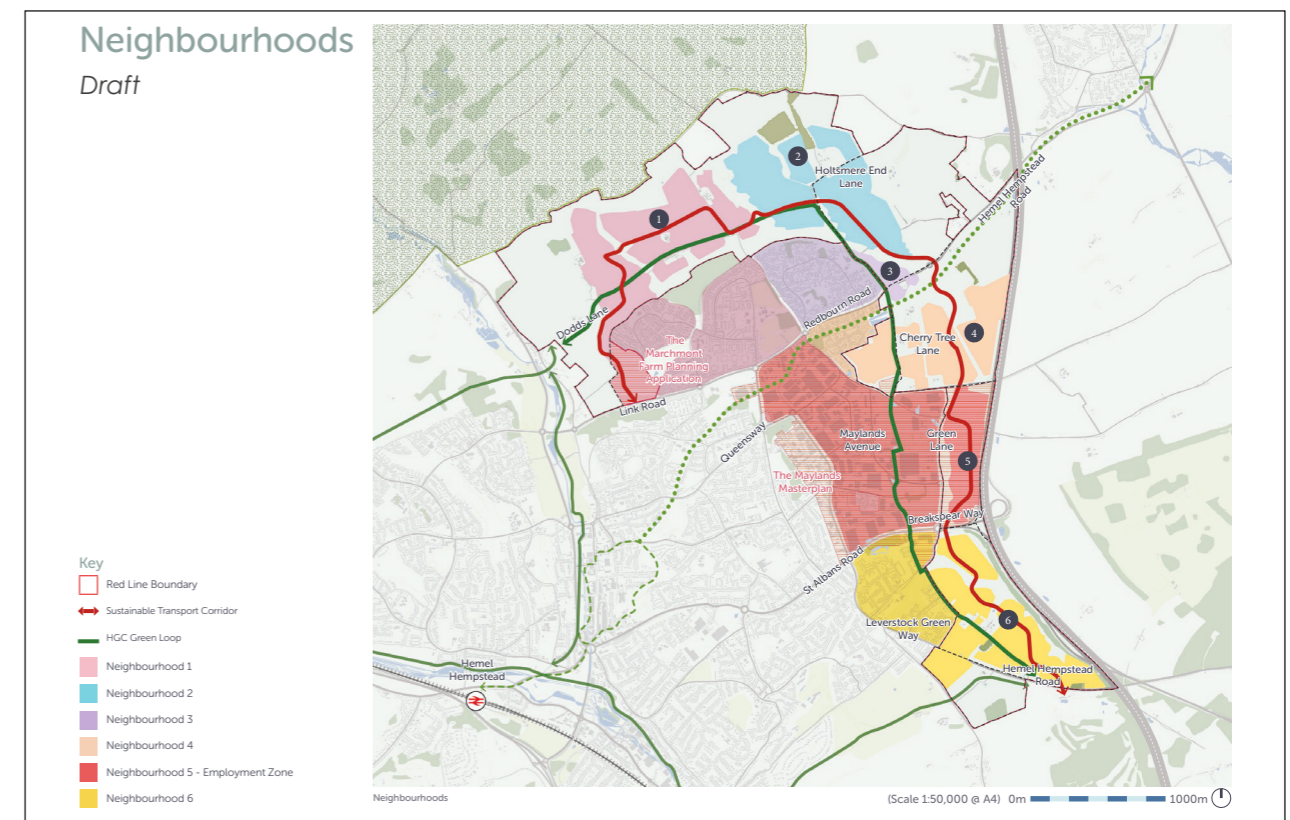 Neighbourhoods
Draft
2
Holtsmere End
Lane
Hemel Hempstead
Road
1
3
Redbourn Road
Dodds Lane
The
Marchmont
Farm Planning
Application
Cherry Tree
Lane
4
Link Road
Queensway
Maylands
Avenue
Green
Lane
5
The Maylands
Masterplan
Breakspear Way
St Albans Road
Leverstock Green
Way
6
Hemel Hempstead
Road
Hemel
Hempstead
Key
Red Line Boundary
Sustainable Transport Corridor
HGC Green Loop
Neighbourhood 1
Neighbourhood 2
Neighbourhood 3
Neighbourhood 4
Neighbourhood 5 - Employment Zone
Neighbourhood 6
Neighbourhoods
(Scale 1:50,000 @ A4) 0m 1000m